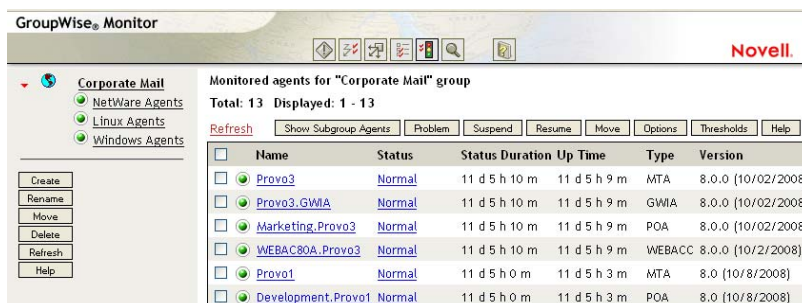 GroupWise® Monitor
Novell.
Corporate Mail
NetWare Agents
Linux Agents
Windows Agents
Create
Rename
Move
Delete
Refresh
Help
Monitored agents for "Corporate Mail" group
Total: 13 Displayed: 1 - 13
Refresh Show Subgroup Agents Problem Suspend Resume Move Options Thresholds Help
Name Status Status Duration Up Time Type Version
Provo3 Normal 11 d 5 h 10 m 11 d 5 h 9 m MTA 8.0.0 (10/02/2008
Provo3.GWIA Normal 11 d 5 h 10 m 11 d 5 h 9 m GWIA 8.0.0 (10/02/2008
Marketing.Provo3 Normal 11 d 5 h 10 m 11 d 5 h 9 m POA 8.0.0 (10/02/2008
WEBAC80A.Provo3 Normal 11 d 5 h 10 m 11 d 5 h 9 m WEBACC 8.0.0 (10/2/2008)
Provo1 Normal 11 d 5 h 0 m 11 d 5 h 3 m MTA 8.0 (10/8/2008)
Development.Provo1 Normal 11 d 5 h 0 m 11 d 5 h 3 m POA 8.0 (10/8/2008)